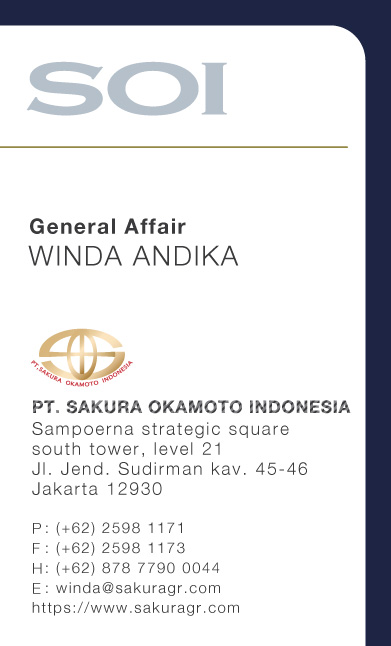 SOI
General Affair
WINDA ANDIKA
PT. SAKURA OKAMOTO INDONESIA
PT. SAKURA OKAMOTO INDONESIA
Sampoerna strategic square
south tower, level 21
Jl. Jend. Sudirman kav. 45-46
Jakarta 12930
P: (+62) 2598 1171
F: (+62) 2598 1173
H: (+62) 878 7790 0044
E: winda@sakuragr.com
https://www.sakuragr.com